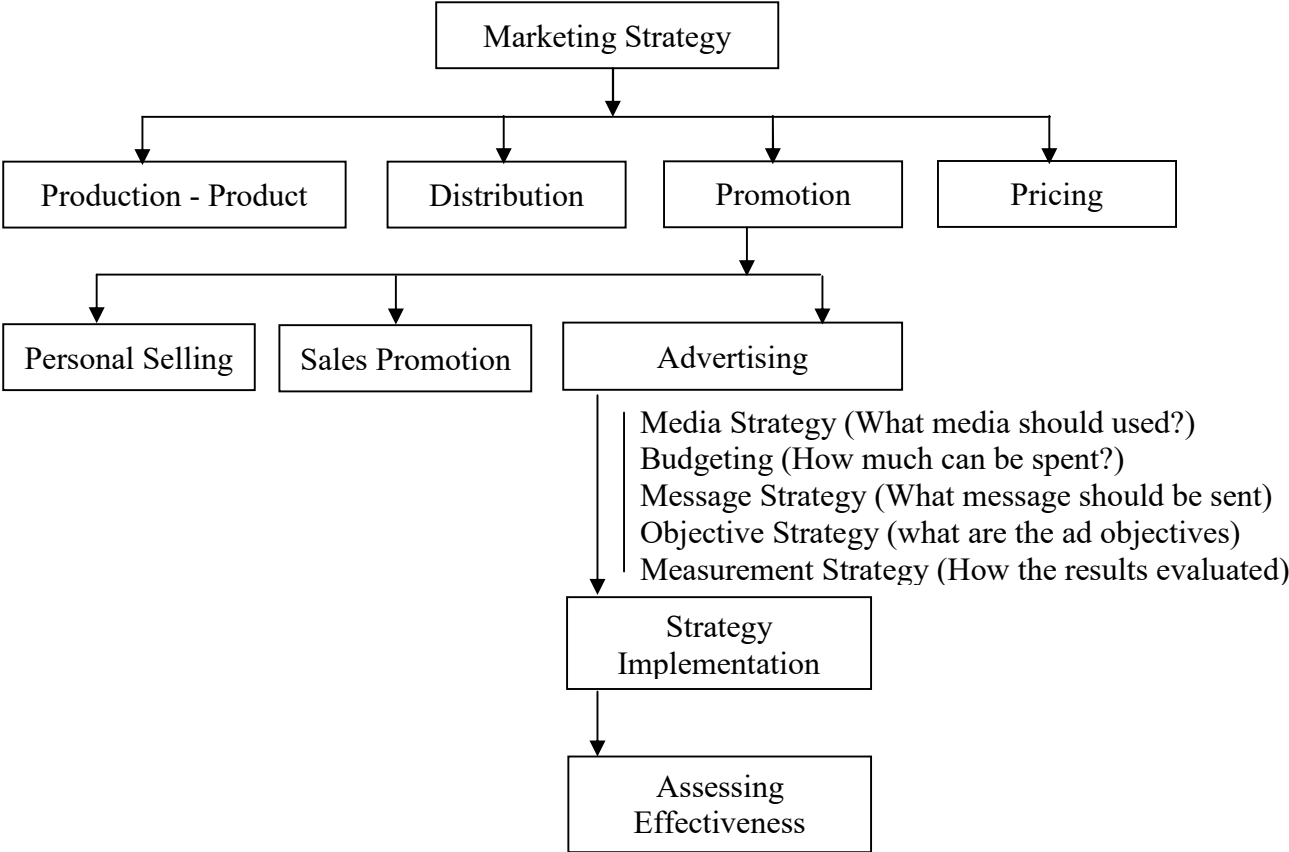 Marketing Strategy
Production - Product
Distribution
Promotion
Pricing
Personal Selling
Sales Promotion
Advertising
Media Strategy (What media should used?)
Budgeting (How much can be spent?)
Message Strategy (What message should be sent)
Objective Strategy (what are the ad objectives)
Measurement Strategy (How the results evaluated)
Strategy
Implementation
Assessing
Effectiveness